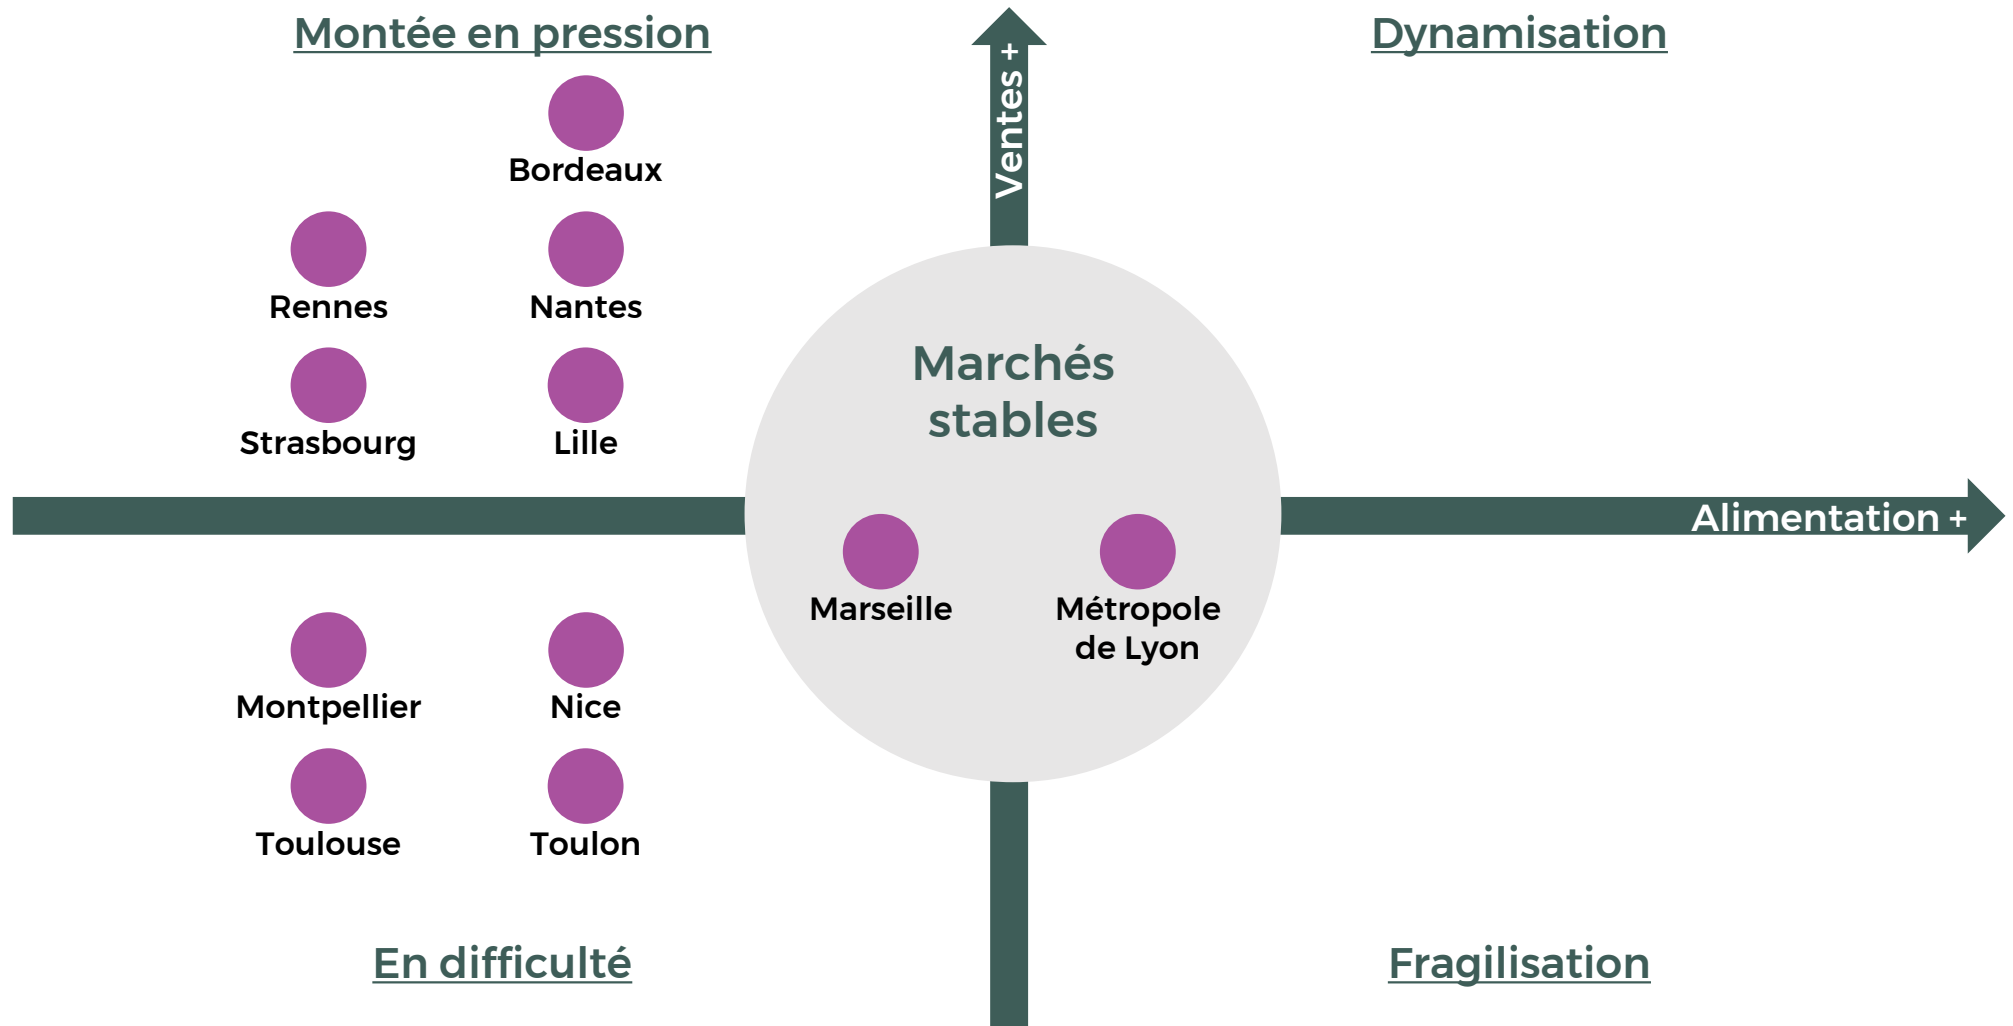 Montée en pression
Dynamisation
Ventes +
Bordeaux
Rennes
Nantes
Strasbourg
Lille
Marchés
stables
Alimentation +
Marseille
Métropole
de Lyon
Montpellier
Nice
Toulouse
Toulon
En difficulté
Fragilisation